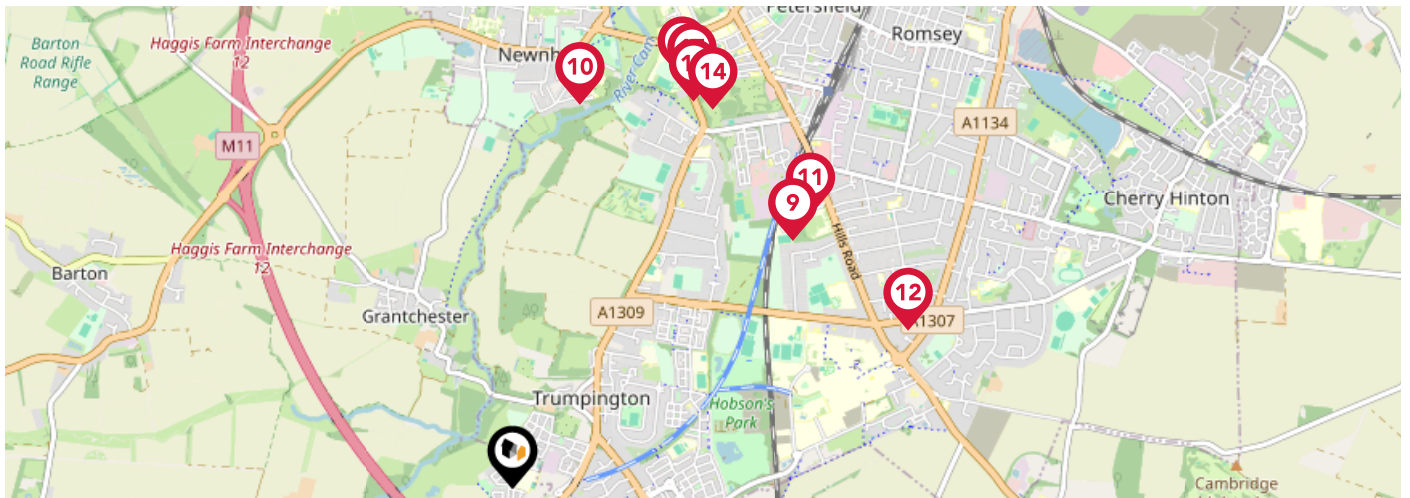 Petersfield
Romsey
Barton
Road Rifle
Range
Haggis Farm Interchange
12
Newnh
River Cam
10
14
M11
A1134
11
9
Cherry Hinton
Haggis Farm Interchange
12
Hills Road
Barton
12
A1309
A1307
Grantchester
Trumpington
Hobson's
Park
Cambridge